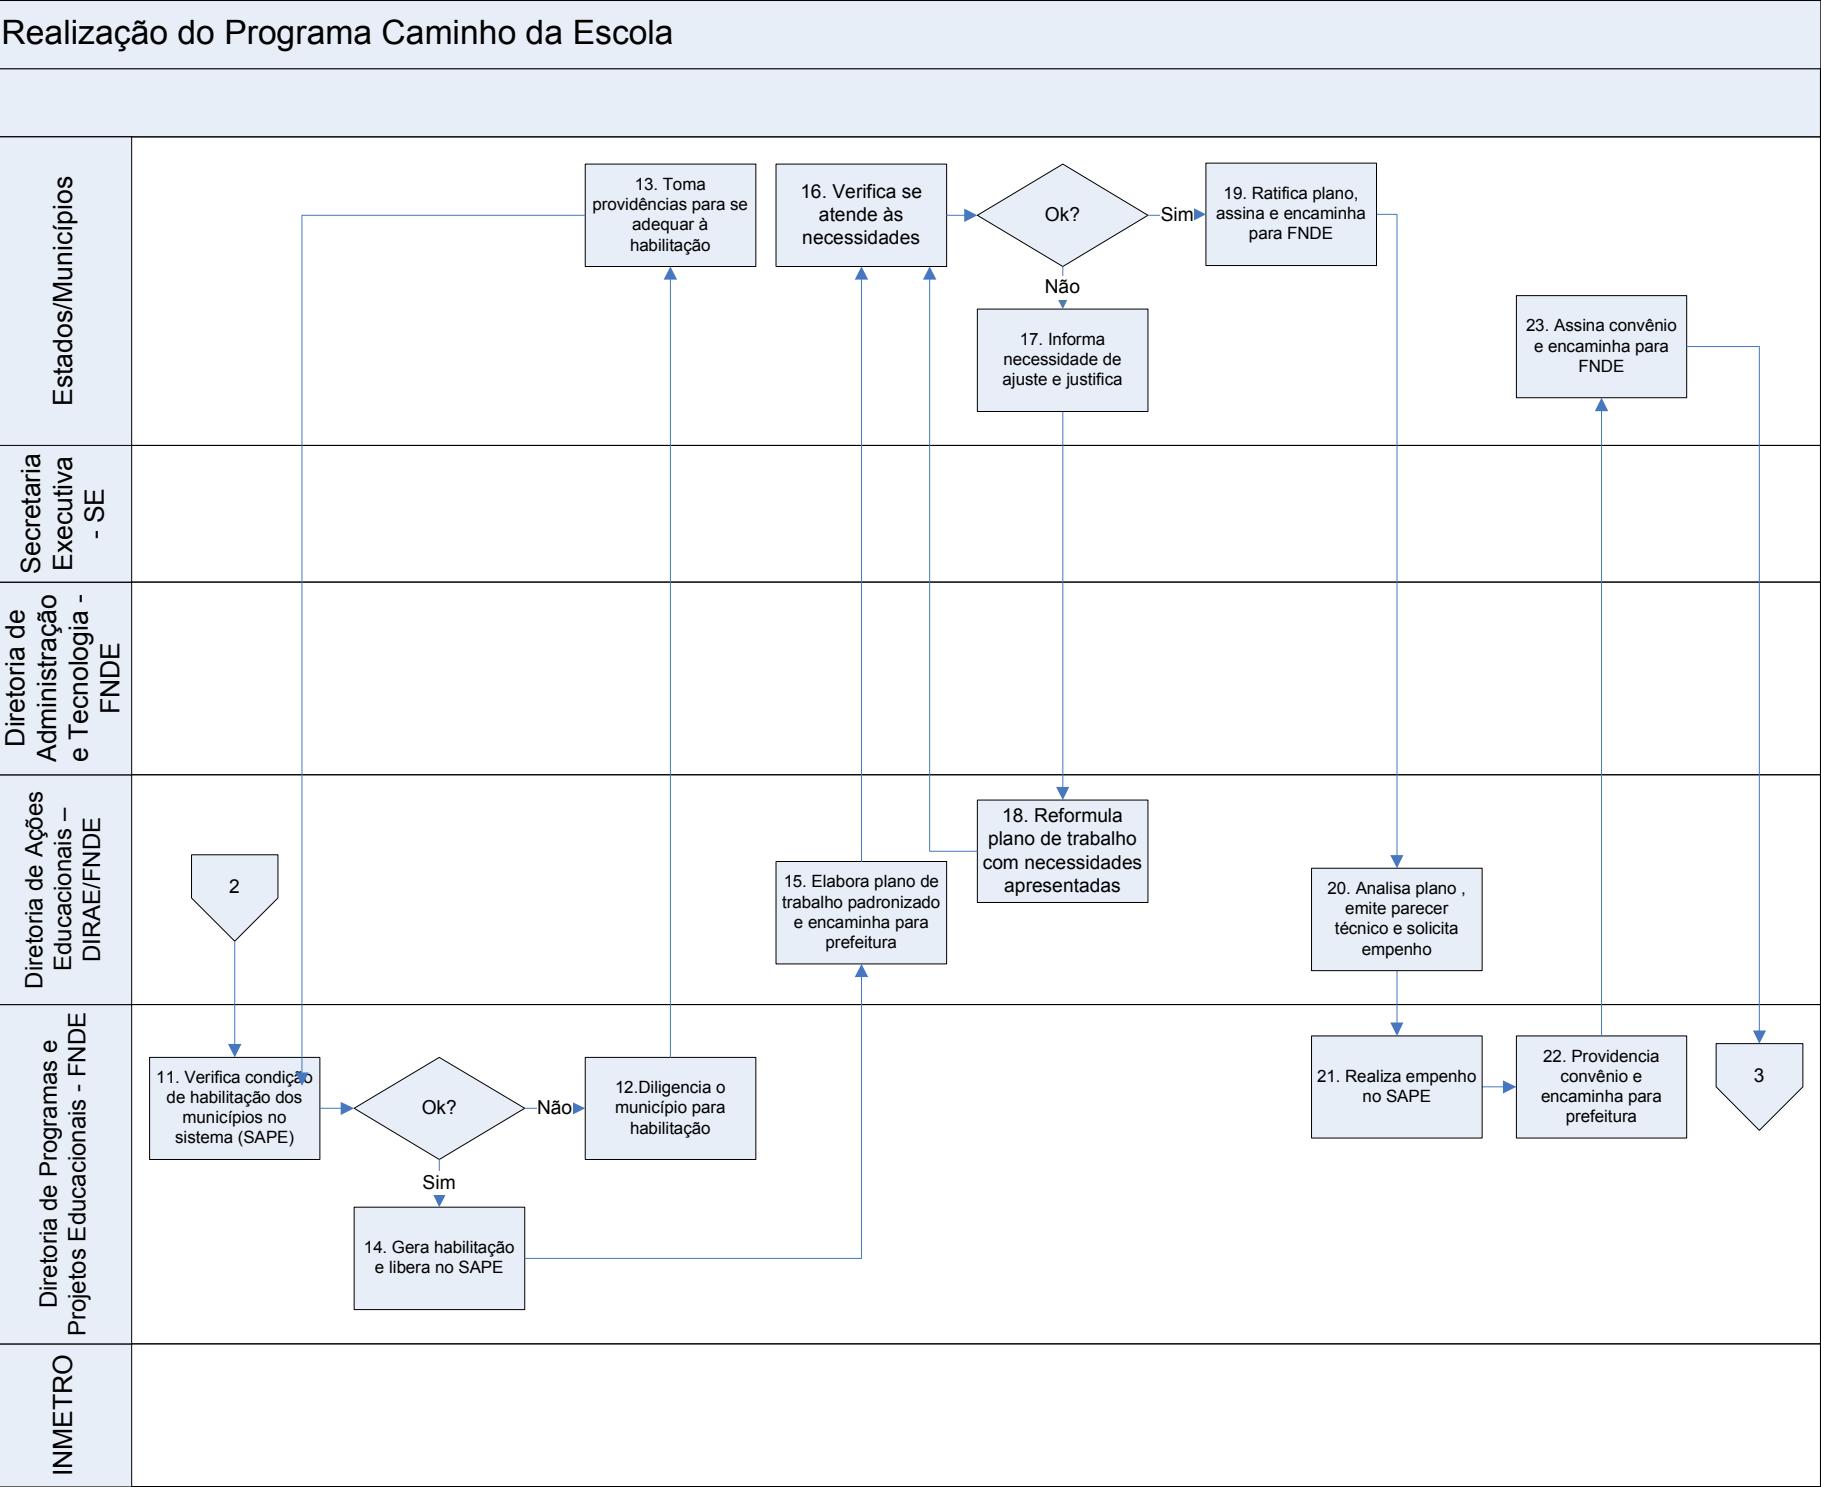 Realização do Programa Caminho da Escola
Estados/Municípios
13. Toma
providências para se
adequar à
habilitação
16. Verifica se
atende às
necessidades
Ok?
Sim
19. Ratifica plano,
assina e encaminha
para FNDE
Não
17. Informa
necessidade de
ajuste e justifica
23. Assina convênio
e encaminha para
FNDE
Secretaria
Executiva
- SE
Diretoria de
Administração
e Tecnologia -
FNDE
Diretoria de Ações
Educacionais –
DIRAE/FNDE
2
15. Elabora plano de
trabalho padronizado
e encaminha para
prefeitura
18. Reformula
plano de trabalho
com necessidades
apresentadas
20. Analisa plano ,
emite parecer
técnico e solicita
empenho
Diretoria de Programas e
Projetos Educacionais - FNDE
11. Verifica condição
de habilitação dos
municípios no
sistema (SAPE)
Ok?
Não
12.Diligencia o
município para
habilitação
Sim
14. Gera habilitação
e libera no SAPE
21. Realiza empenho
no SAPE
22. Providencia
convênio e
encaminha para
prefeitura
3
INMETRO